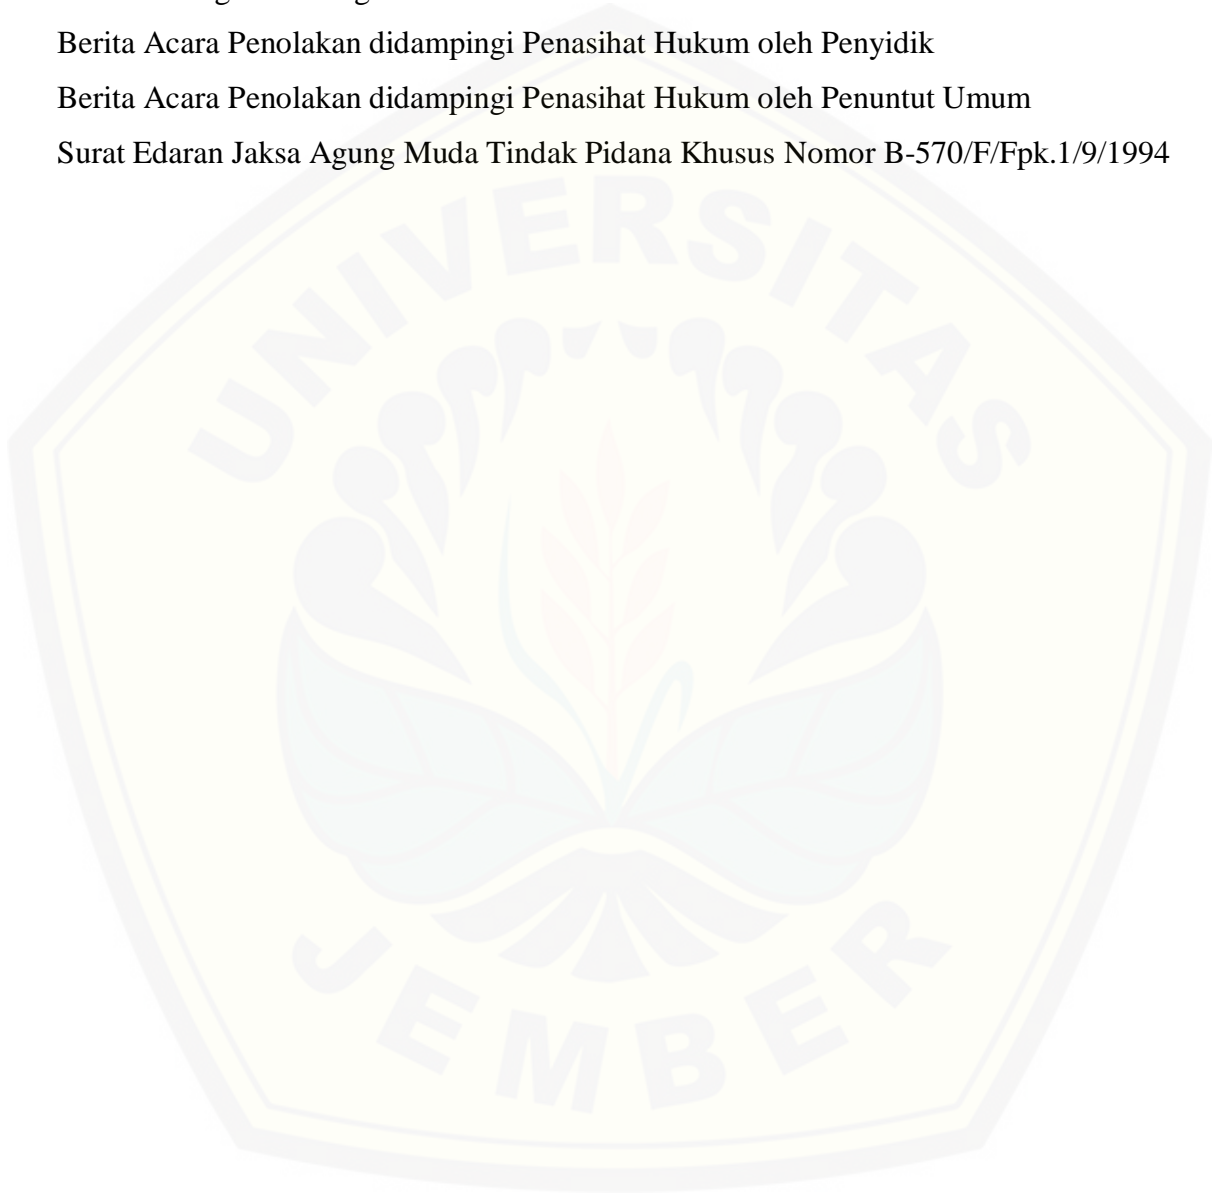 Berita Acara Penolakan didampingi Penasihat Hukum oleh Penyidik
Berita Acara Penolakan didampingi Penasihat Hukum oleh Penuntut Umum
Surat Edaran Jaksa Agung Muda Tindak Pidana Khusus Nomor B-570/F/Fpk.1/9/1994
UNIVERSITAS
JEMBER